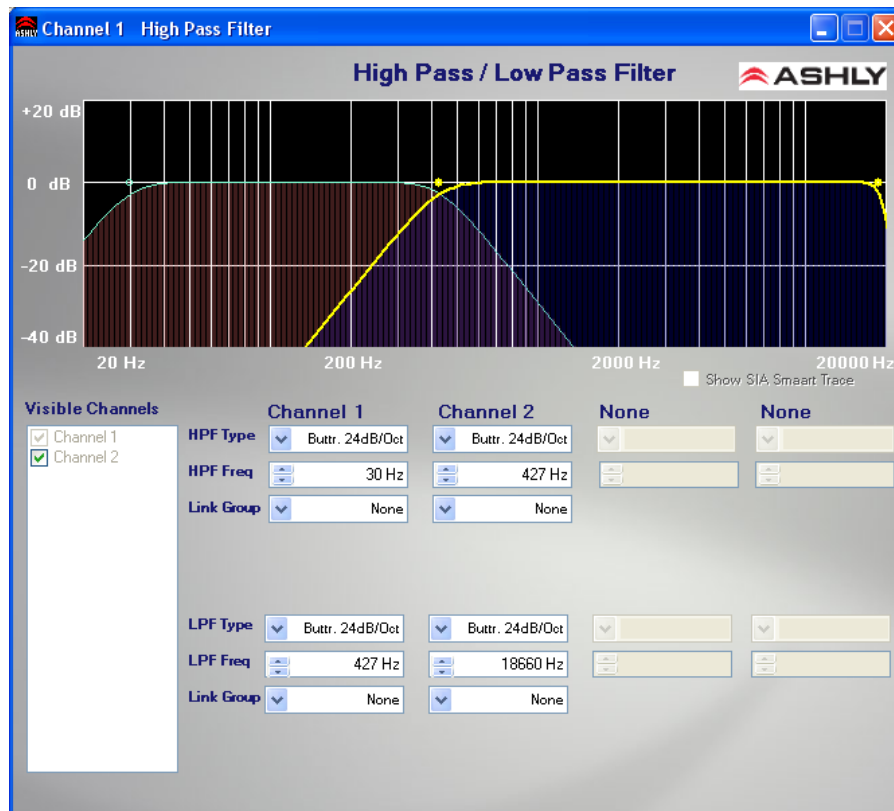 ASHLY Channel 1 High Pass Filter
High Pass / Low Pass Filter
ASHLY
+20 dB
0 dB
-20 dB
-40 dB
20 Hz 200 Hz 2000 Hz 20000 Hz
Show SIA Smaart Trace
Visible Channels
Channel 1
Channel 2
Channel 1 Channel 2 None None
HPF Type Buttr. 24dB/Oct Buttr. 24dB/Oct
HPF Freq 30 Hz 427 Hz
Link Group None None
LPF Type Buttr. 24dB/Oct Buttr. 24dB/Oct
LPF Freq 427 Hz 18660 Hz
Link Group None None